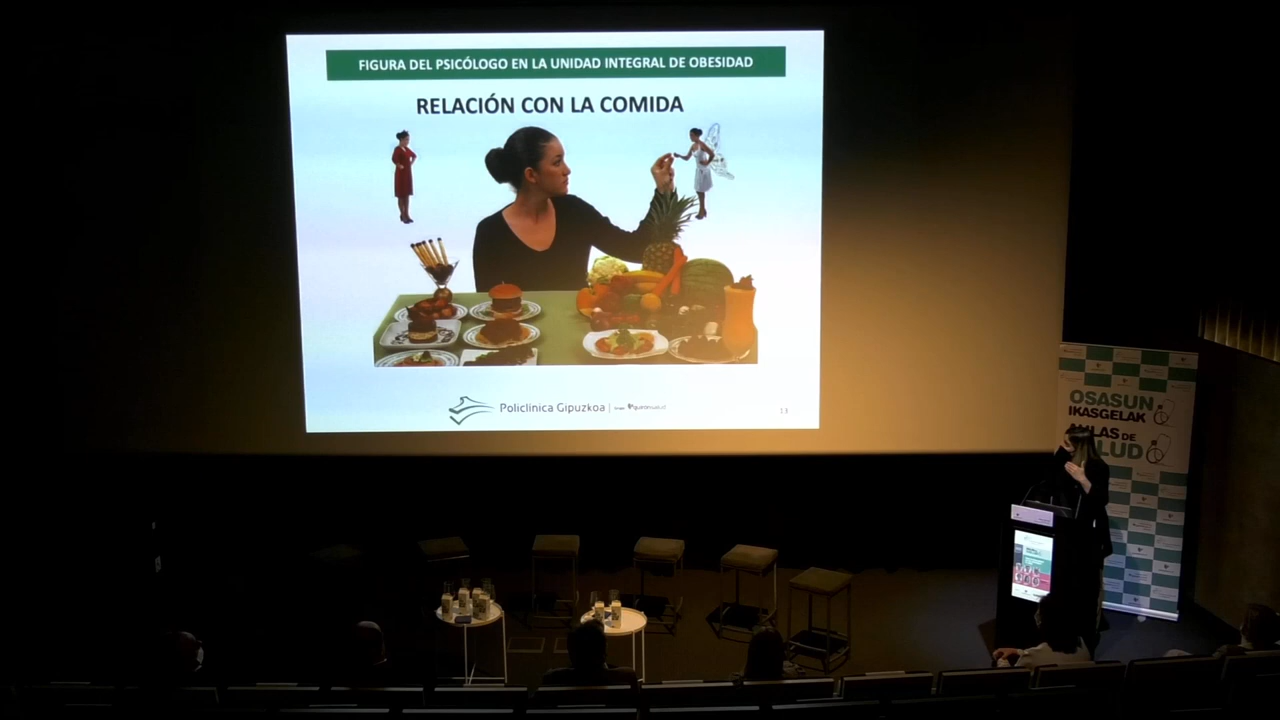 FIGURA DEL PSICÓLOGO EN LA UNIDAD INTEGRAL DE OBESIDAD
RELACIÓN CON LA COMIDA
Policlínica Gipuzkoa
13
OSASUN
IKASGELAK
AULAS DE
SALUD